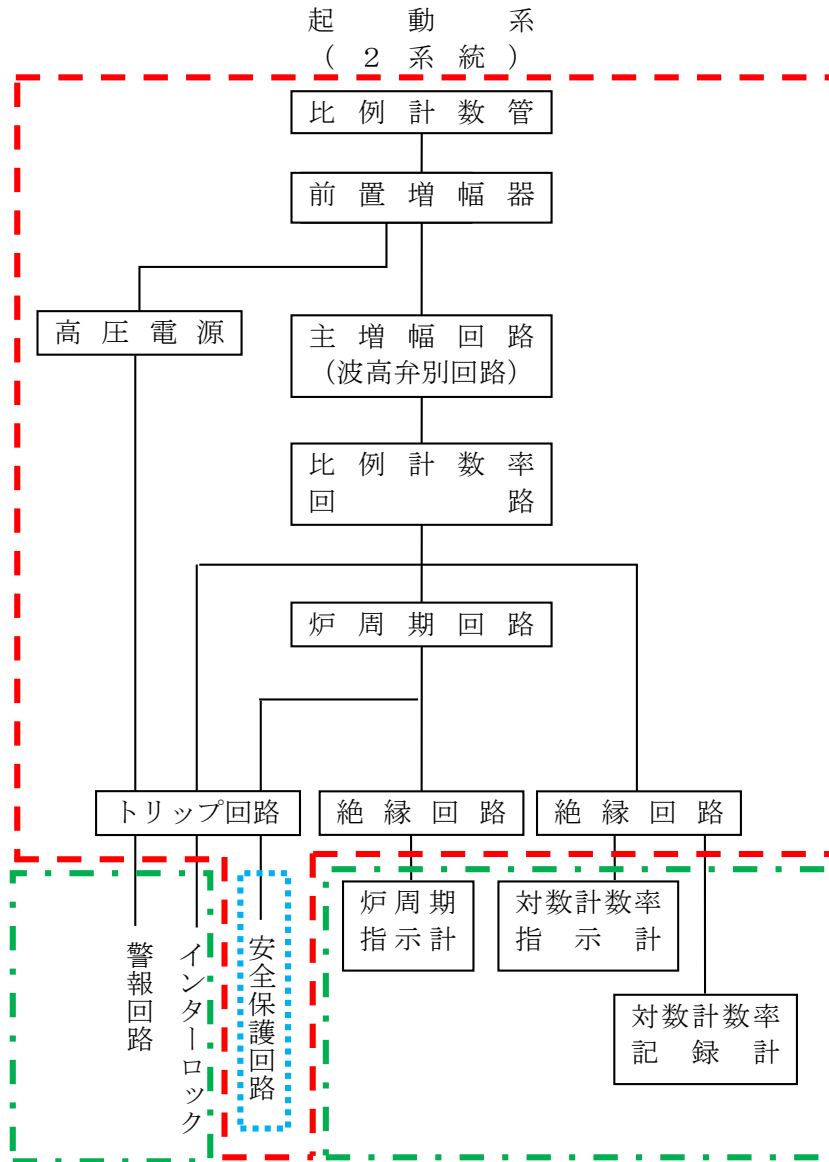 起動系
(2系統)
比例計数管
前置増幅器
高圧電源
主増幅回路
(波高弁別回路)
比例計数率
回路
炉周期回路
トリップ回路
絶縁回路
絶縁回路
警報回路
インターロック
安全保護回路
炉周期
指示計
対数計数率
指示計
対数計数率
記録計